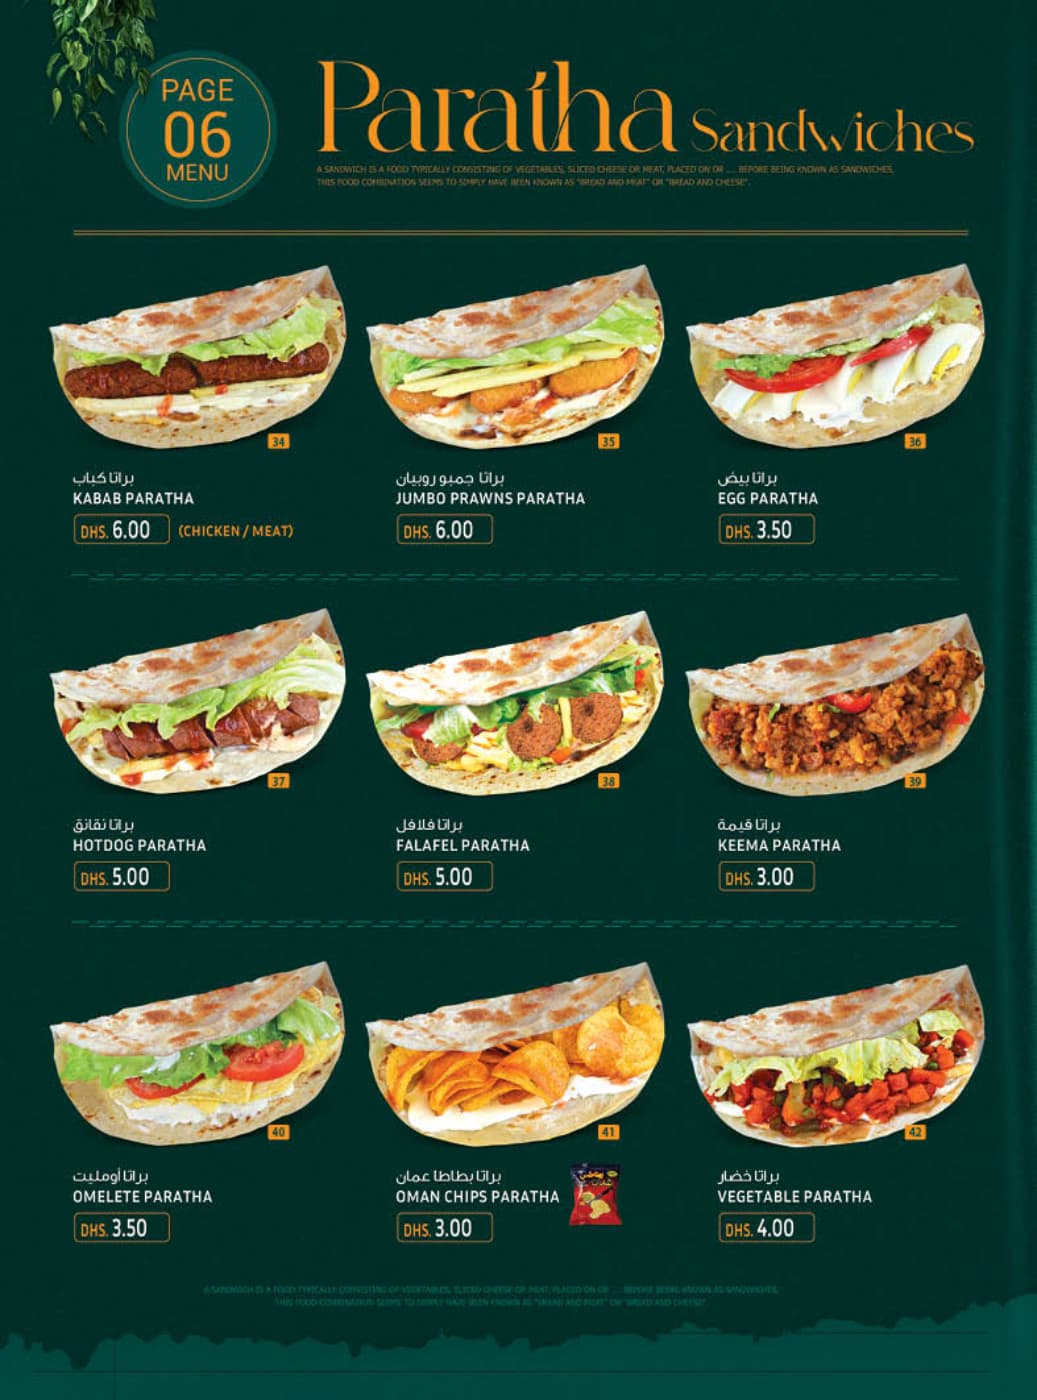 PAGE
06
MENU
Paratha Sandwiches
A SANDWICH IS A FOOD TYPICALLY CONSISTING OF VEGETABLES, SLICED CHEESE OR MEAT, PLACED ON OR .... BEFORE BEING KNOWN AS SANDWICHES,
THIS FOOD COMBINATION SEEMS TO SIMPLY HAVE BEEN KNOWN AS "BREAD AND MEAT" OR "BREAD AND CHEESE".
34
براتا كباب
KABAB PARATHA
DHS. 6.00 (CHICKEN / MEAT)
35
براتا جمبو روبيان
JUMBO PRAWNS PARATHA
DHS. 6.00
36
براتا بيض
EGG PARATHA
DHS. 3.50
37
براتا نقانق
HOTDOG PARATHA
DHS. 5.00
38
براتا فلافل
FALAFEL PARATHA
DHS. 5.00
39
براتا قيمة
KEEMA PARATHA
DHS. 3.00
40
براتا أومليت
OMELETE PARATHA
DHS. 3.50
41
براتا بطاطا عمان
OMAN CHIPS PARATHA
DHS. 3.00
42
براتا خضار
VEGETABLE PARATHA
DHS. 4.00
A SANDWICH IS A FOOD TYPICALLY CONSISTING OF VEGETABLES, SLICED CHEESE OR MEAT, PLACED ON OR .... BEFORE BEING KNOWN AS SANDWICHES,
THIS FOOD COMBINATION SEEMS TO SIMPLY HAVE BEEN KNOWN AS "BREAD AND MEAT" OR "BREAD AND CHEESE".